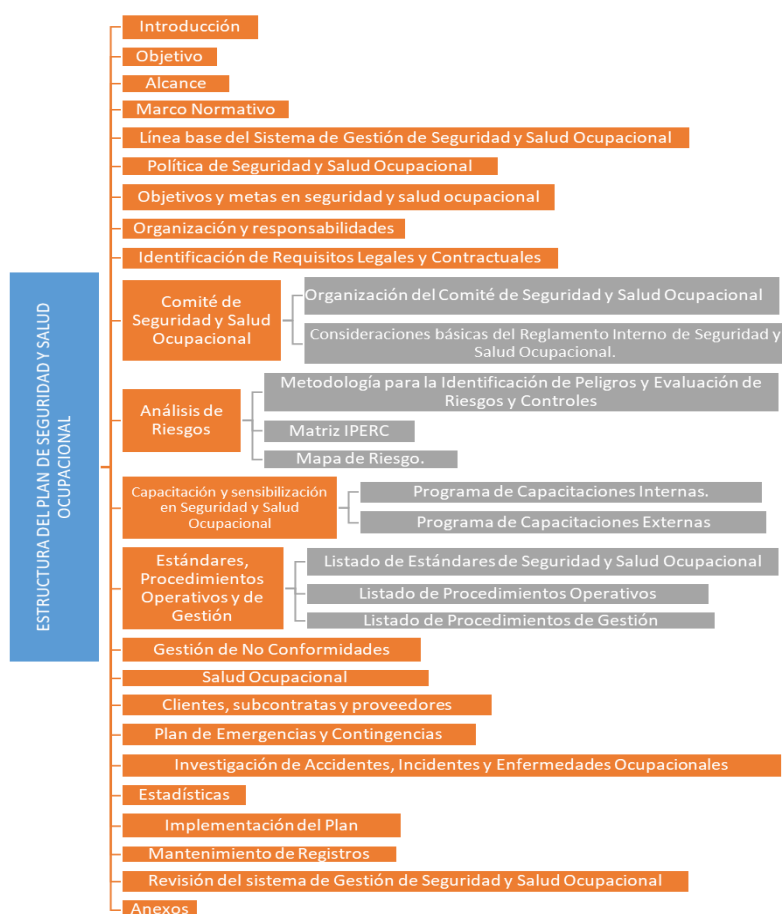 ESTRUCTURA DEL PLAN DE SEGURIDAD Y SALUD
OCUPACIONAL
Introducción
Objetivo
Alcance
Marco Normativo
Línea base del Sistema de Gestión de Seguridad y Salud Ocupacional
Política de Seguridad y Salud Ocupacional
Objetivos y metas en seguridad y salud ocupacional
Organización y responsabilidades
Identificación de Requisitos Legales y Contractuales
Comité de
Seguridad y Salud
Ocupacional
Organización del Comité de Seguridad y Salud Ocupacional
Consideraciones básicas del Reglamento Interno de Seguridad y
Salud Ocupacional.
Análisis de
Riesgos
Metodología para la Identificación de Peligros y Evaluación de
Riesgos y Controles
Matriz IPERC
Mapa de Riesgo.
Capacitación y sensibilización
en Seguridad y Salud
Ocupacional
Programa de Capacitaciones Internas.
Programa de Capacitaciones Externas
Estándares,
Procedimientos
Operativos y de
Gestión
Listado de Estándares de Seguridad y Salud Ocupacional
Listado de Procedimientos Operativos
Listado de Procedimientos de Gestión
Gestión de No Conformidades
Salud Ocupacional
Clientes, subcontratas y proveedores
Plan de Emergencias y Contingencias
Investigación de Accidentes, Incidentes y Enfermedades Ocupacionales
Estadísticas
Implementación del Plan
Mantenimiento de Registros
Revisión del sistema de Gestión de Seguridad y Salud Ocupacional
Anexos